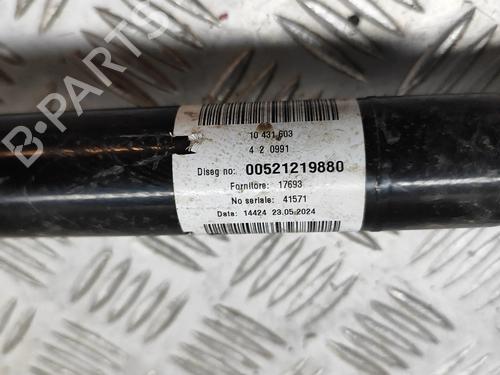 10 431 603
4 2 0991
Diseg no: 00521219880
Fornitore: 17693
No seriale: 41571
Data: 14424 23.05.2024
B-PARTS